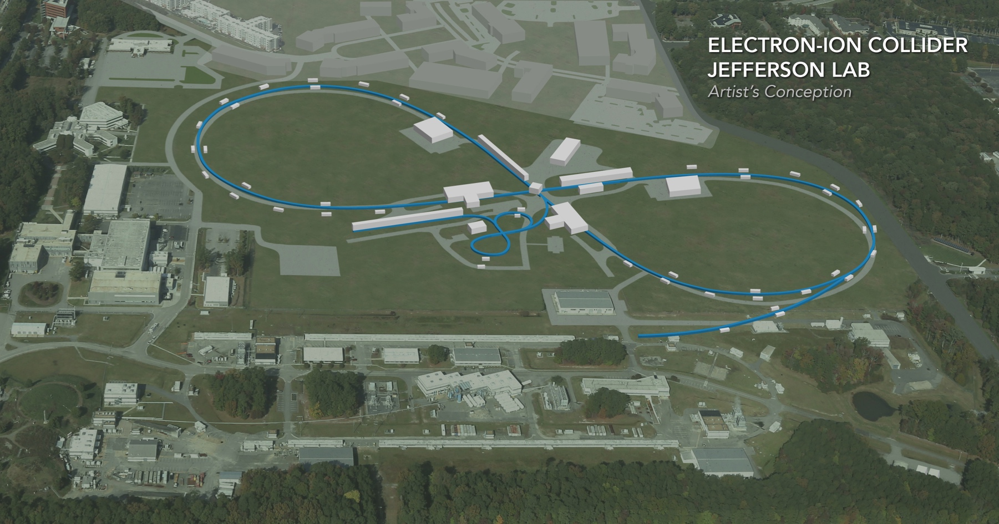 ELECTRON-ION COLLIDER
JEFFERSON LAB
Artist's Conception